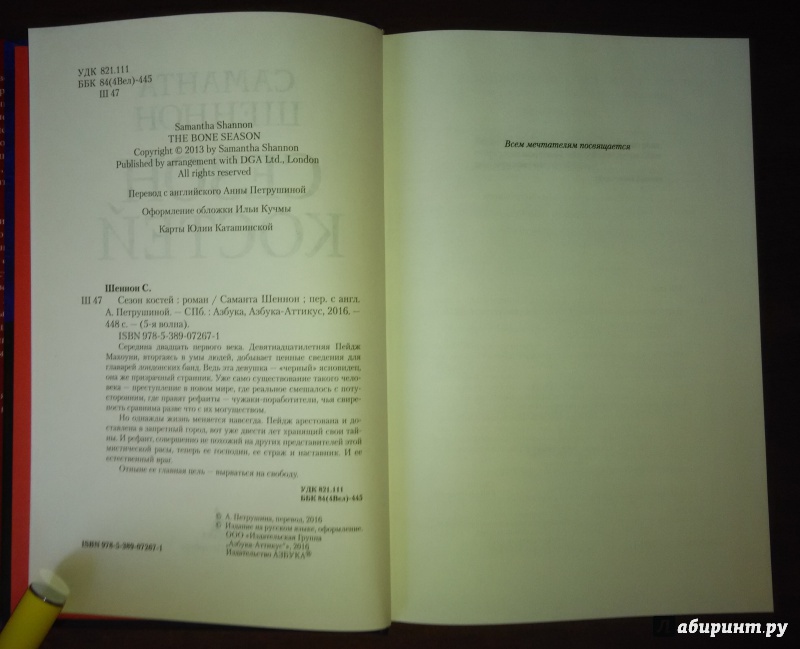 УДК 821.111
ББК 84(4Вел)-445
Ш 47
Samantha Shannon
THE BONE SEASON
Copyright © 2013 by Samantha Shannon
Published by arrangement with DGA Ltd., London
All rights reserved
Перевод с английского Анны Петрушиной
Оформление обложки Ильи Кучмы
Карты Юлии Каташинской
Шеннон С.
Ш 47 Сезон костей : роман / Саманта Шеннон ; пер. с англ.
А. Петрушиной. — СПб. : Азбука, Азбука-Аттикус, 2016. —
448 с. — (5-я волна).
ISBN 978-5-389-07267-1
Середина двадцать первого века. Девятнадцатилетняя Пейдж
Махоуни, вторгаясь в умы людей, добывает ценные сведения для
главарей лондонских банд. Ведь эта девушка — «черный» ясновидец,
она же призрачный странник. Уже само существование такого чело-
века — преступление в новом мире, где реальное смешалось с поту-
сторонним, где правят рефаиты — чужаки-поработители, чья сви-
репость сравнима разве что с их могуществом.
Но однажды жизнь меняется навсегда. Пейдж арестована и до-
ставлена в запретный город, вот уже двести лет хранящий свои тай-
ны. И рефаит, совершенно не похожий на других представителей этой
мистической расы, теперь ее господин, ее страж и наставник. И ее
естественный враг.
Отныне ее главная цель — вырваться на свободу.
УДК 821.111
ББК 84(4Вел)-445
© А. Петрушина, перевод, 2016
© Издание на русском языке, оформление.
ООО «Издательская Группа
„Азбука-Аттикус“», 2016
Издательство АЗБУКА®
ISBN 978-5-389-07267-1
Всем мечтателям посвящается
абиринт.ру